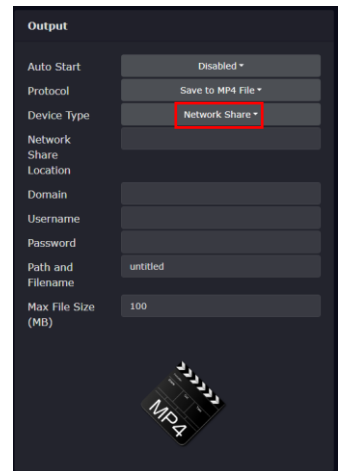 Output
Auto Start
Disabled
Protocol
Save to MP4 File
Device Type
Network Share
Network
Share
Location
Domain
Username
Password
Path and
Filename
untitled
Max File Size
(MB)
100
MP4